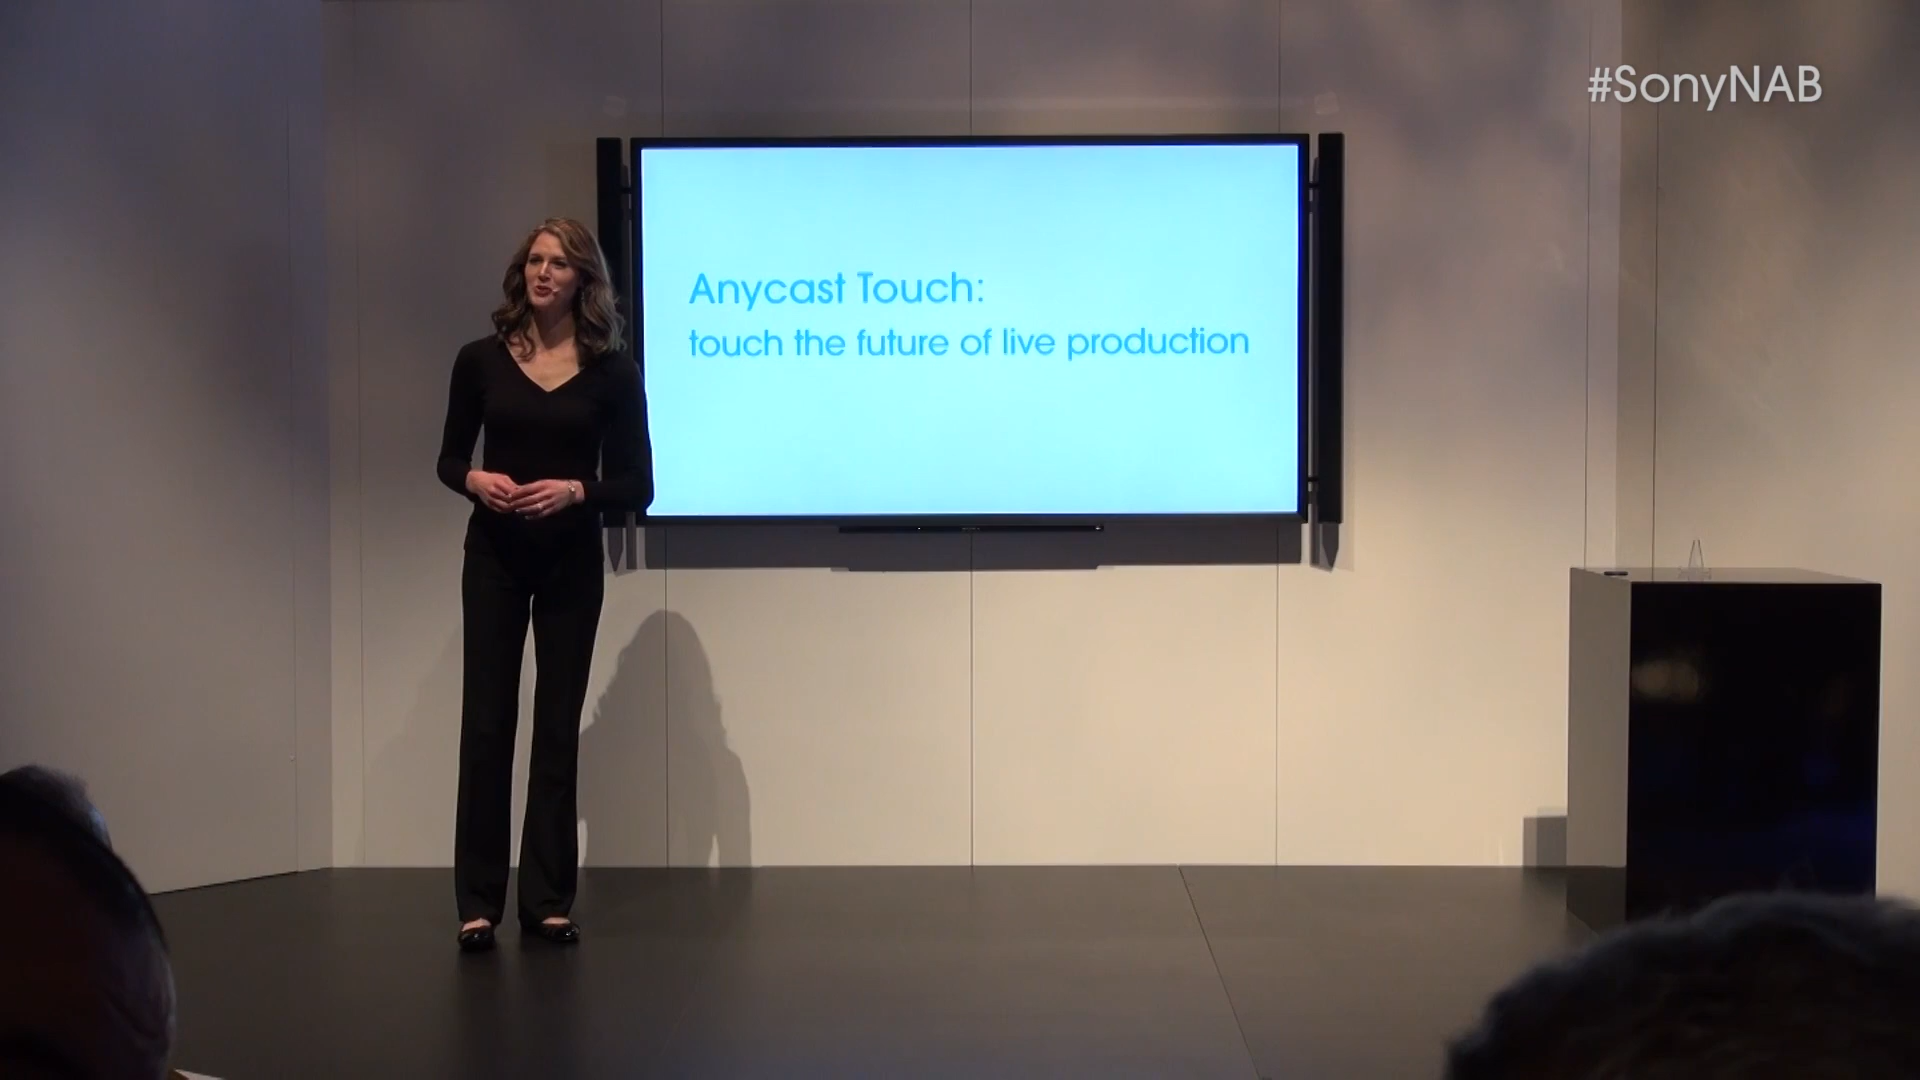 #SonyNAB
Anycast Touch:
touch the future of live production